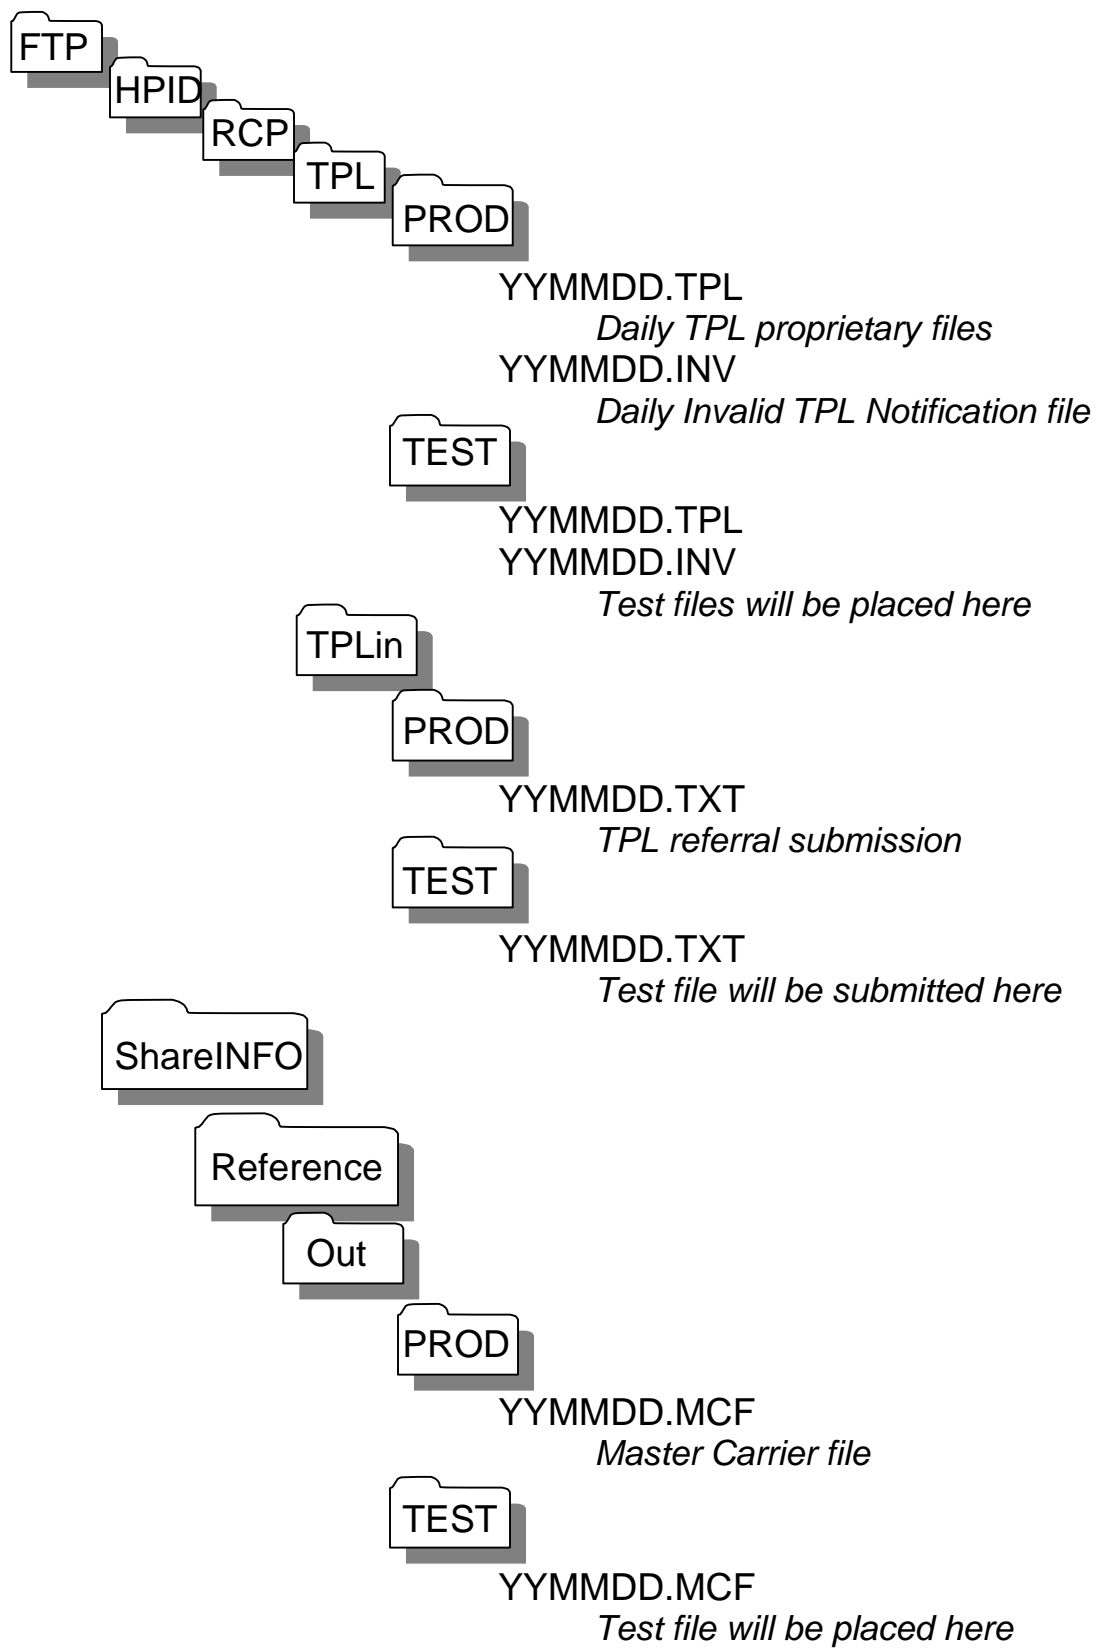 FTP
HPID
RCP
TPL
PROD
YYMMDD.TPL
Daily TPL proprietary files
YYMMDD.INV
Daily Invalid TPL Notification file
TEST
YYMMDD.TPL
YYMMDD.INV
Test files will be placed here
TPLin
PROD
YYMMDD.TXT
TPL referral submission
TEST
YYMMDD.TXT
Test file will be submitted here
ShareINFO
Reference
Out
PROD
YYMMDD.MCF
Master Carrier file
TEST
YYMMDD.MCF
Test file will be placed here